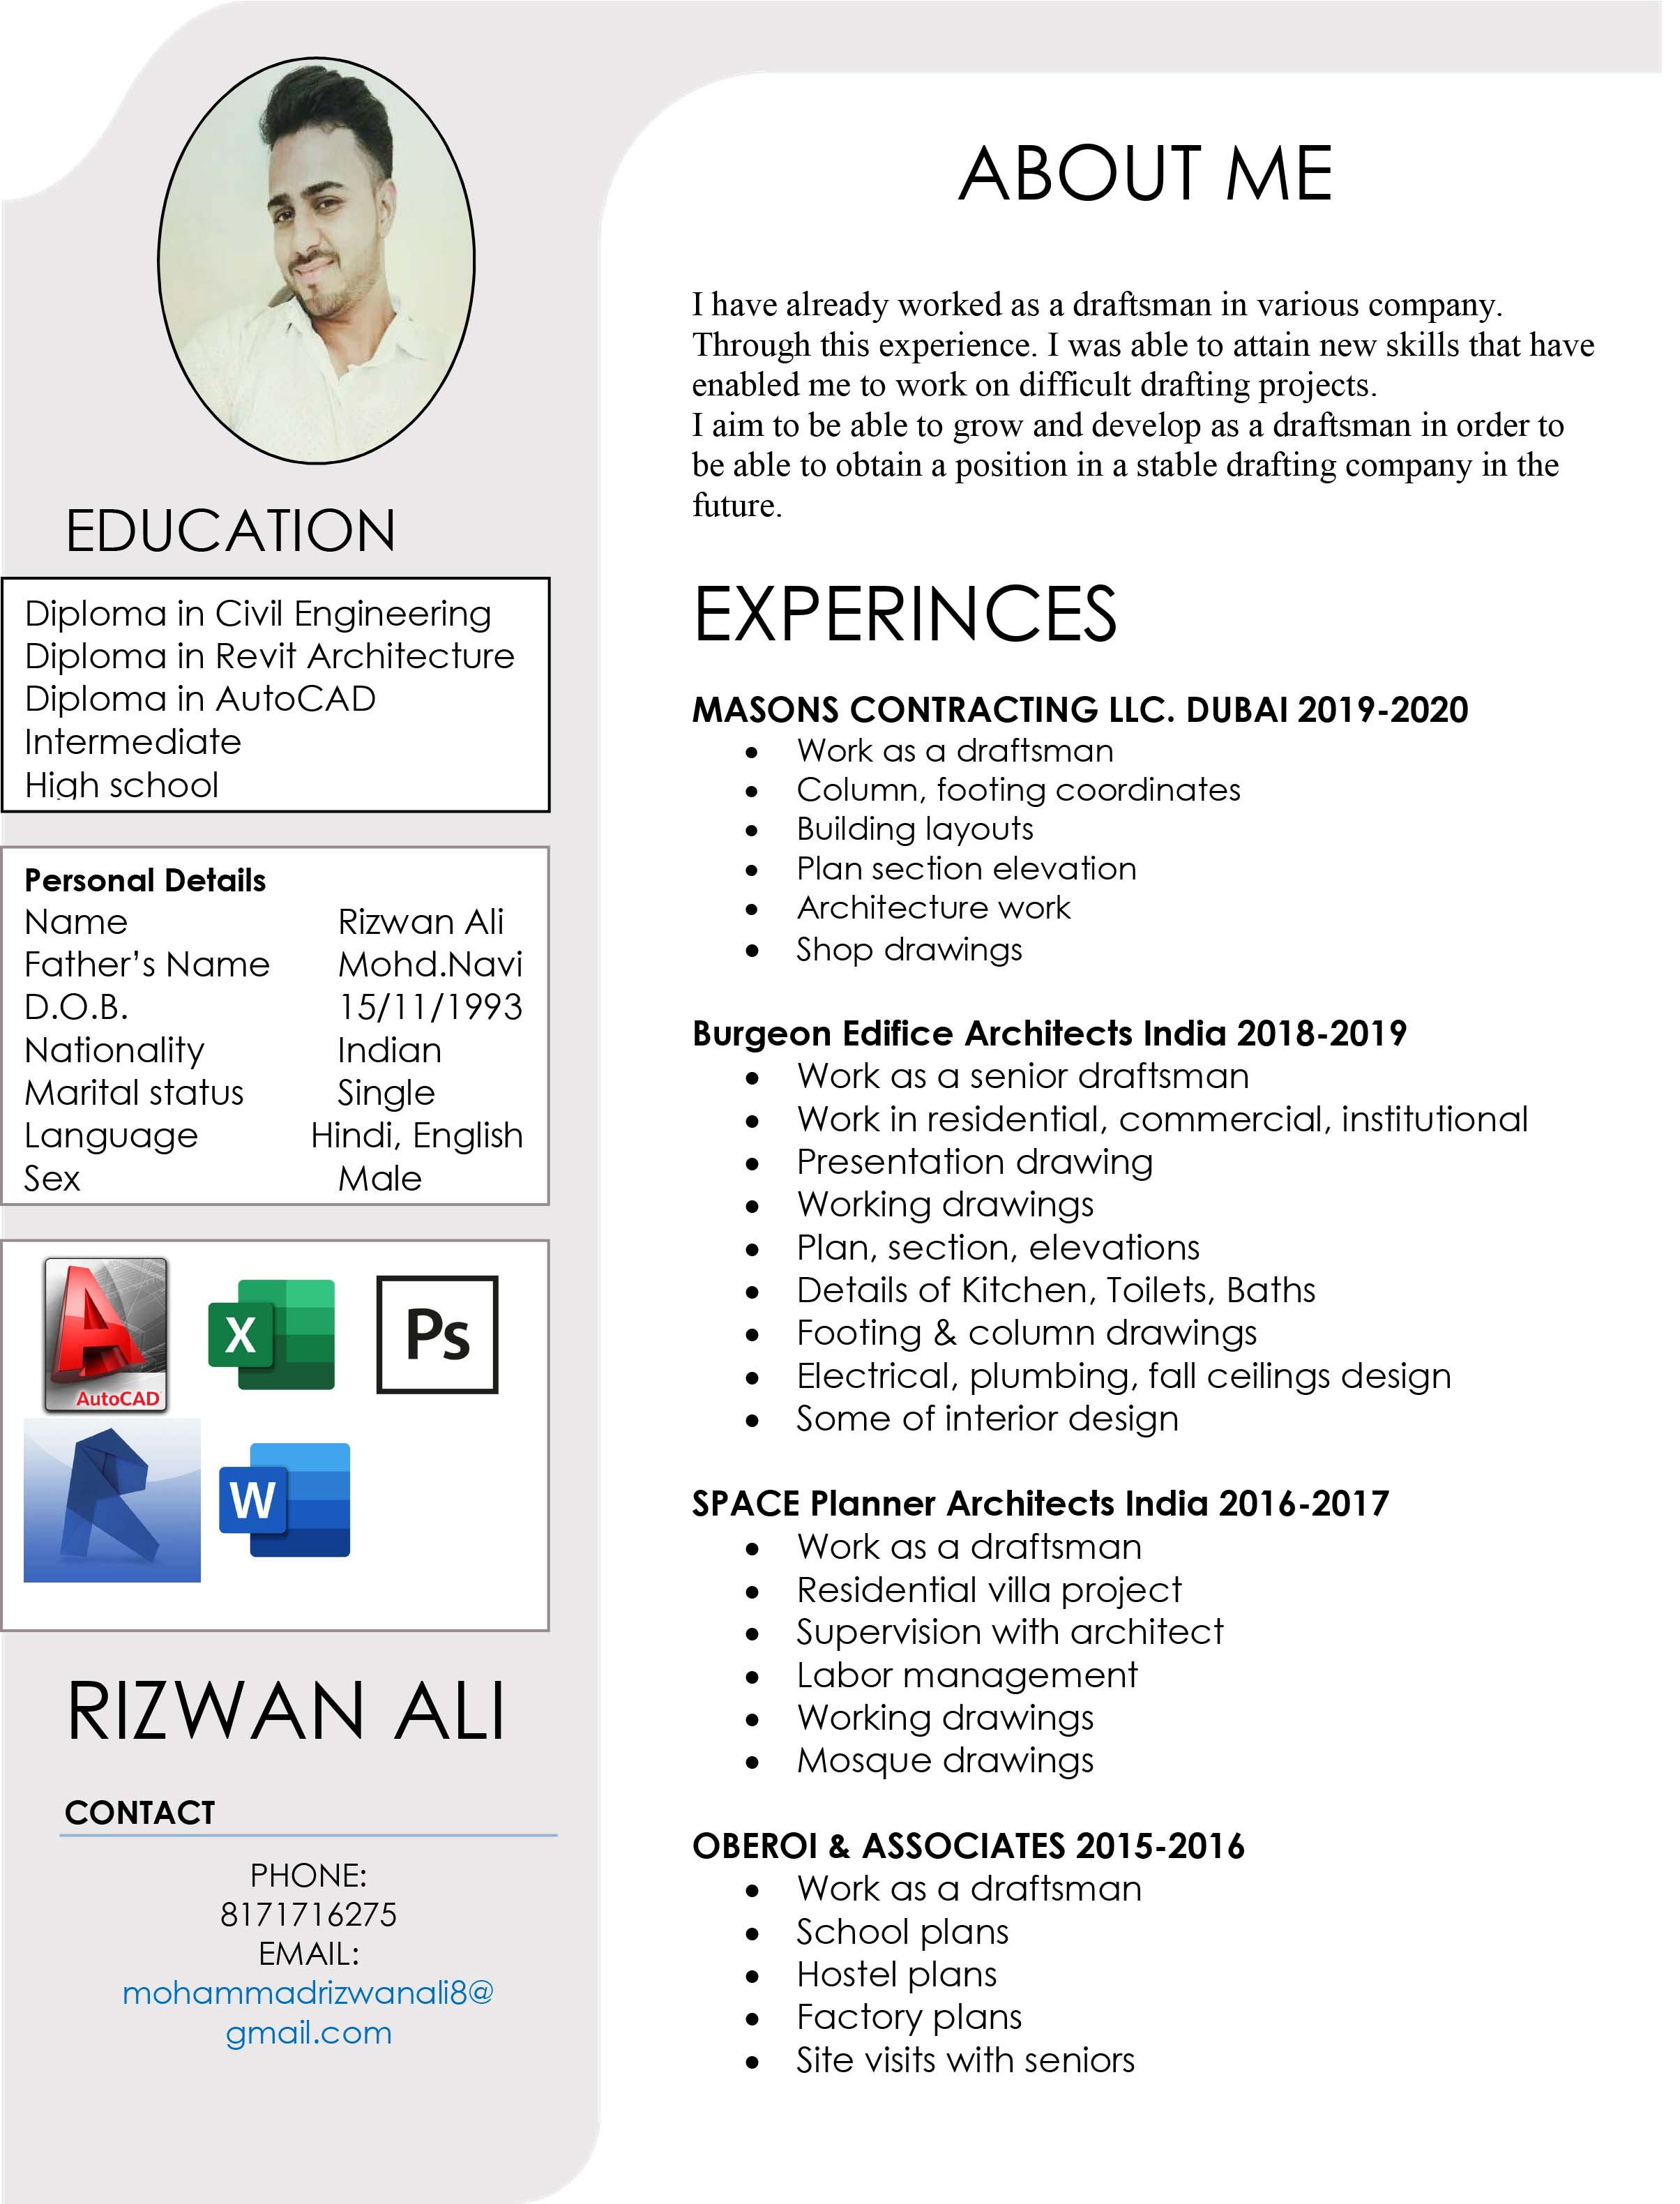 ABOUT ME
I have already worked as a draftsman in various company.
Through this experience. I was able to attain new skills that have
enabled me to work on difficult drafting projects.
I aim to be able to grow and develop as a draftsman in order to
be able to obtain a position in a stable drafting company in the
future.
EXPERINCES
MASONS CONTRACTING LLC. DUBAI 2019-2020
• Work as a draftsman
• Column, footing coordinates
• Building layouts
• Plan section elevation
• Architecture work
• Shop drawings
Burgeon Edifice Architects India 2018-2019
• Work as a senior draftsman
• Work in residential, commercial, institutional
• Presentation drawing
• Working drawings
• Plan, section, elevations
• Details of Kitchen, Toilets, Baths
• Footing & column drawings
• Electrical, plumbing, fall ceilings design
• Some of interior design
SPACE Planner Architects India 2016-2017
• Work as a draftsman
• Residential villa project
• Supervision with architect
• Labor management
• Working drawings
• Mosque drawings
OBEROI & ASSOCIATES 2015-2016
• Work as a draftsman
• School plans
• Hostel plans
• Factory plans
• Site visits with seniors
EDUCATION
Diploma in Civil Engineering
Diploma in Revit Architecture
Diploma in AutoCAD
Intermediate
High school
Personal Details
Name Rizwan Ali
Father’s Name Mohd.Navi
D.O.B. 15/11/1993
Nationality Indian
Marital status Single
Language Hindi, English
Sex Male
A X Ps
AutoCAD
R W
RIZWAN ALI
CONTACT
PHONE:
8171716275
EMAIL:
mohammadrizwanali8@
gmail.com